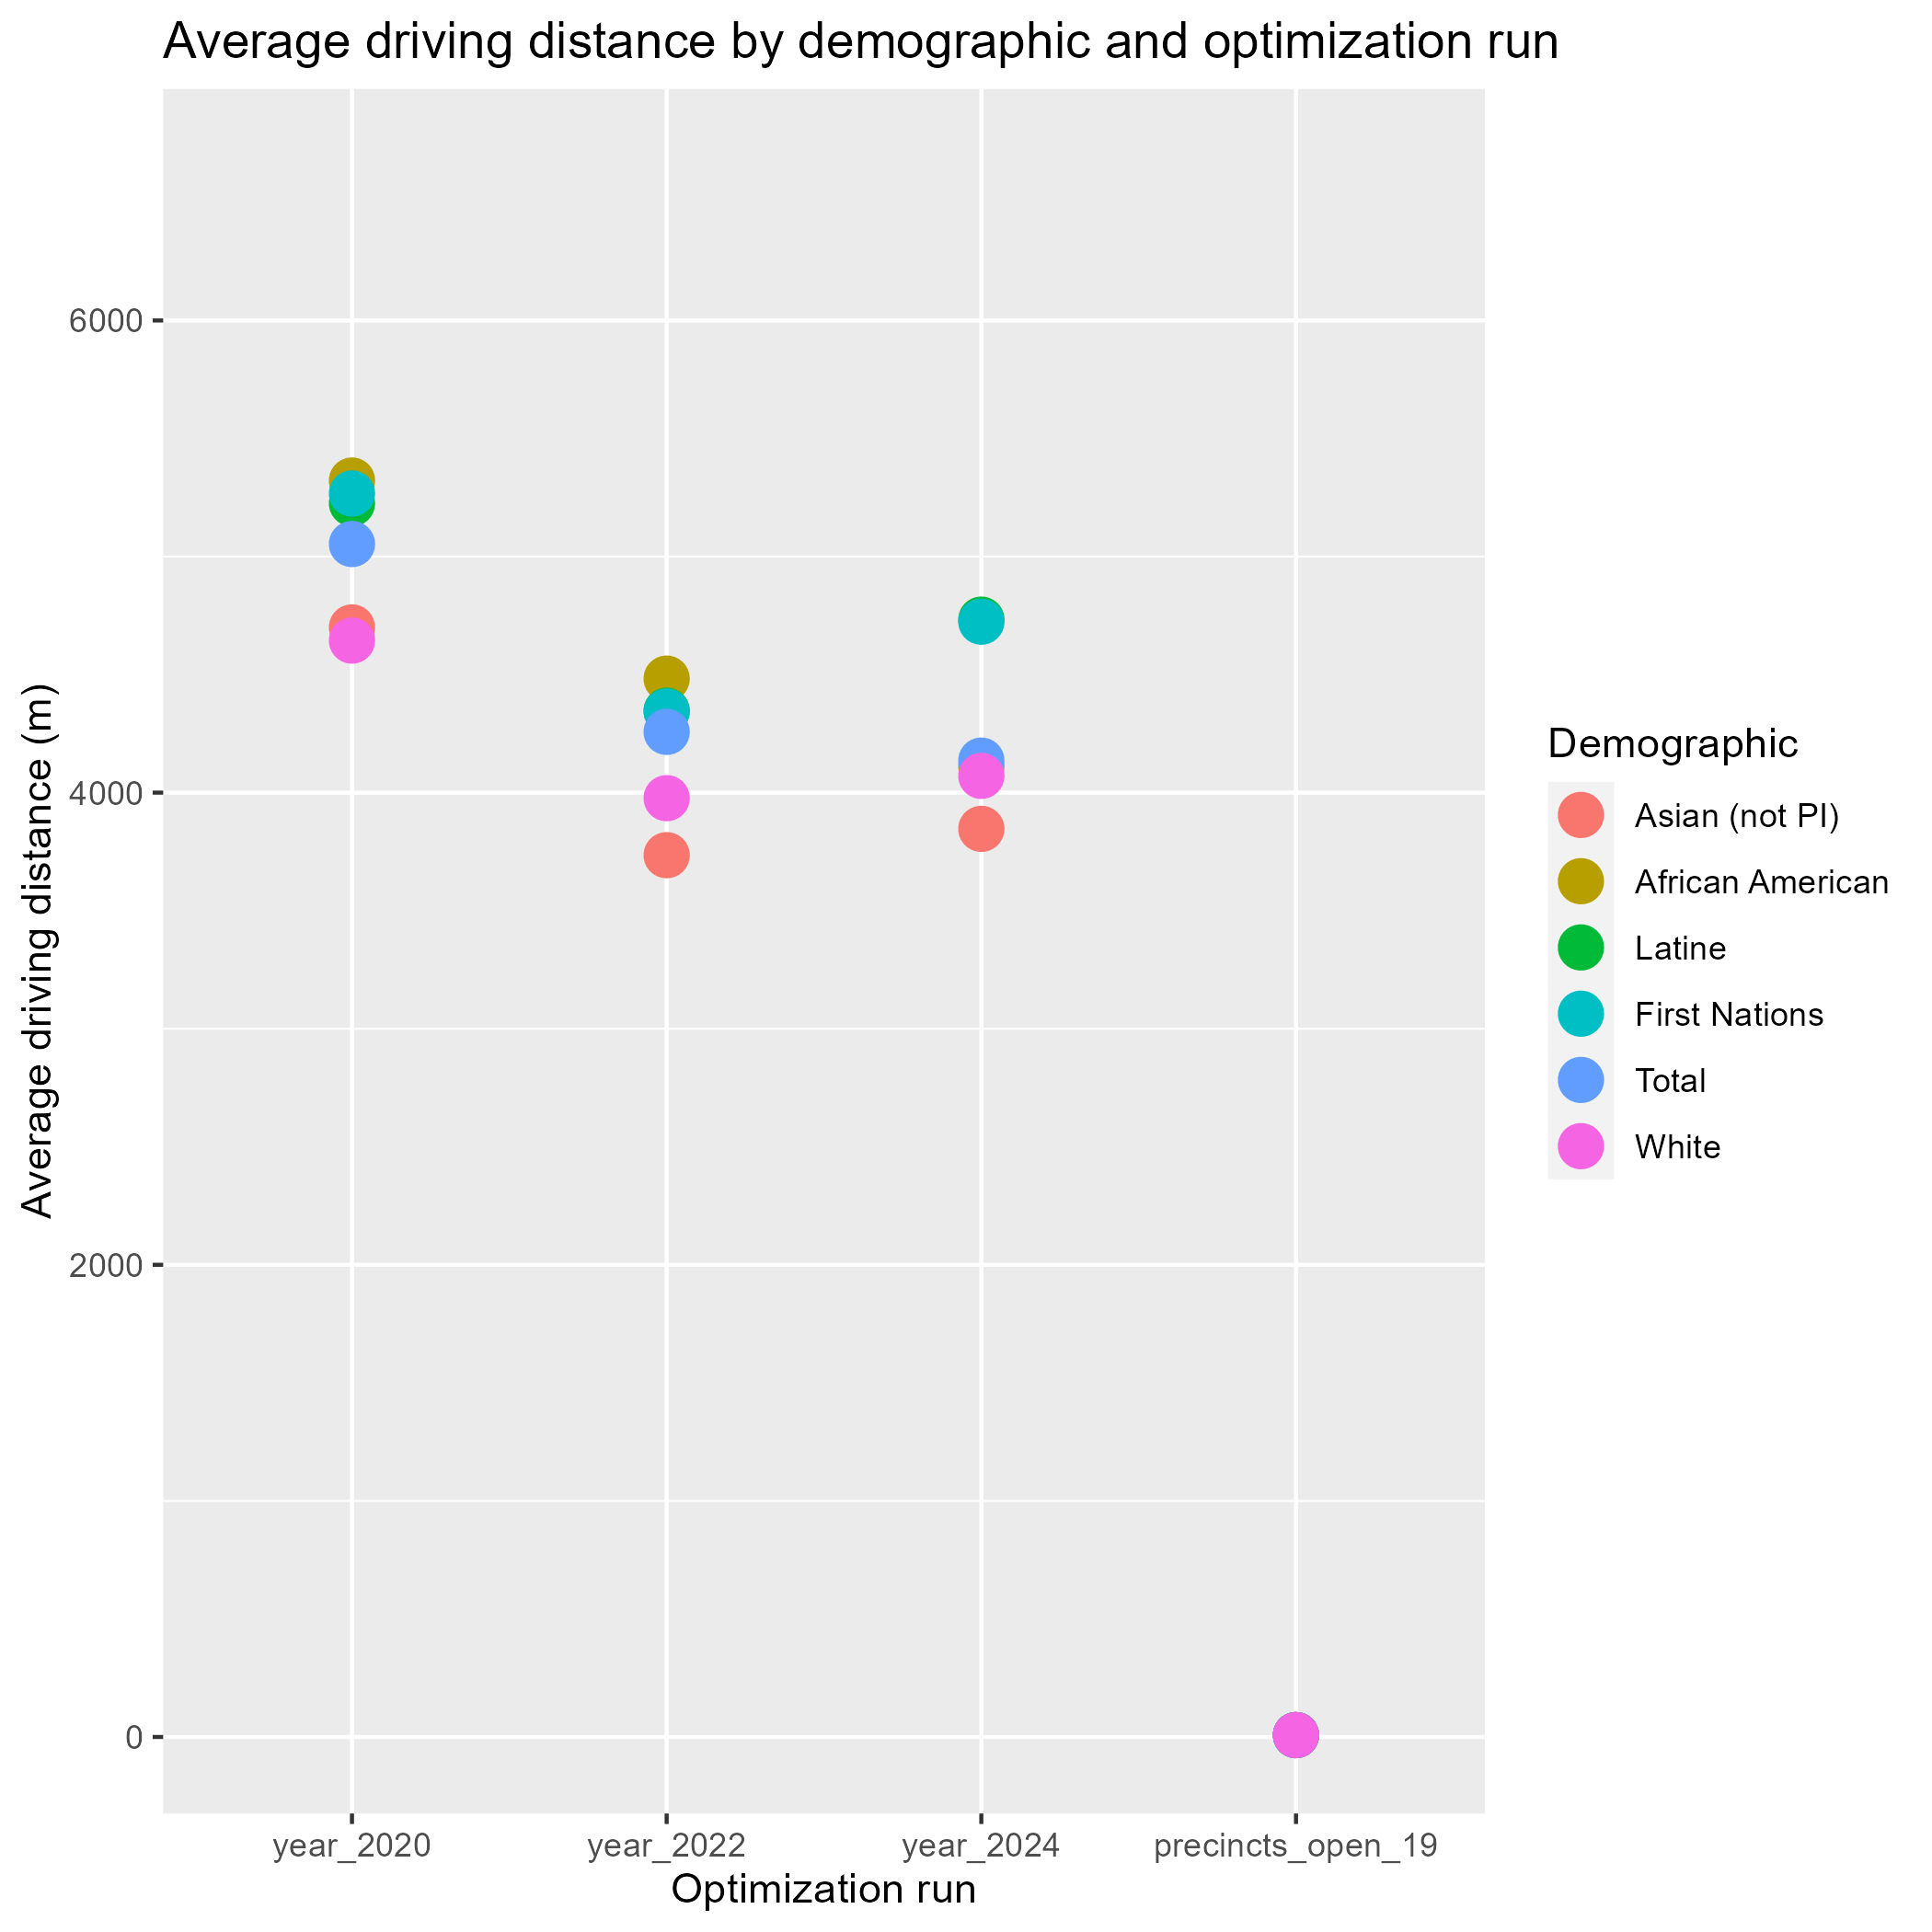 Average driving distance by demographic and optimization run
Average driving distance (m)
6000
4000
2000
0
year_2020
year_2022
year_2024
precincts_open_19
Optimization run
Demographic
Asian (not PI)
African American
Latine
First Nations
Total
White